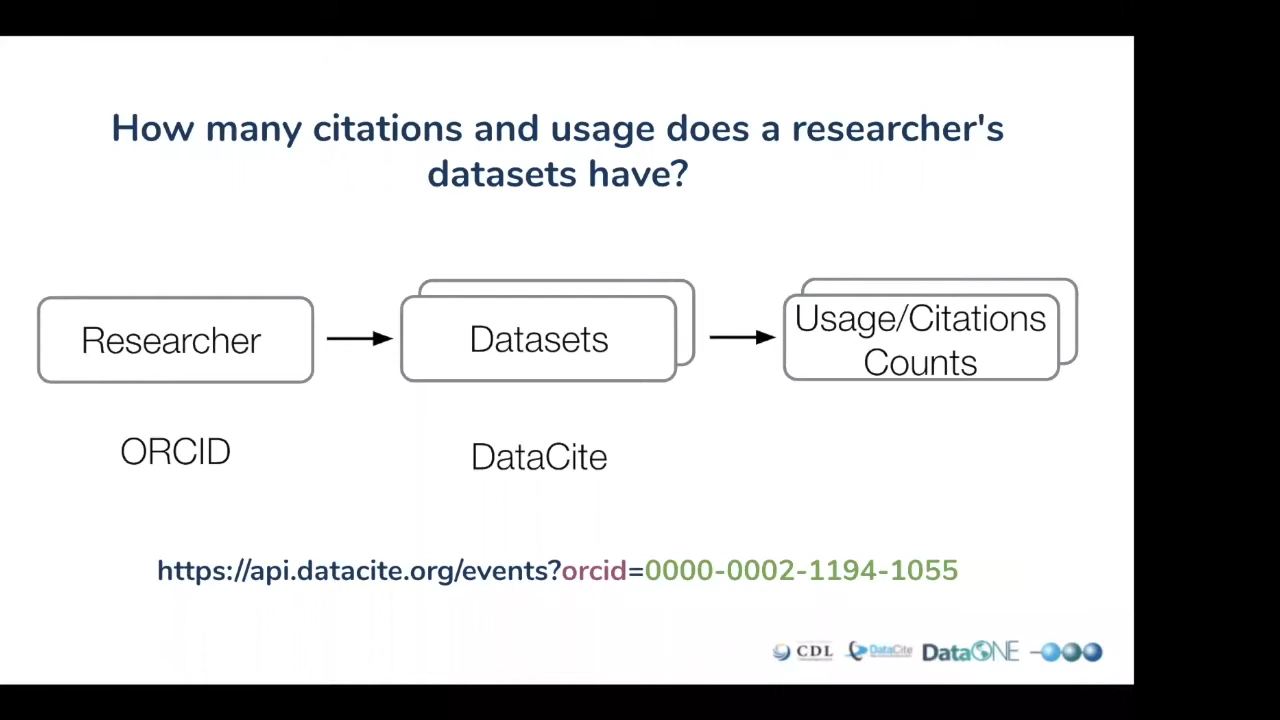 How many citations and usage does a researcher's
datasets have?
Researcher
Datasets
Usage/Citations
Counts
ORCID
DataCite
https://api.datacite.org/events?orcid=0000-0002-1194-1055
CDL
DataCite
DataONE